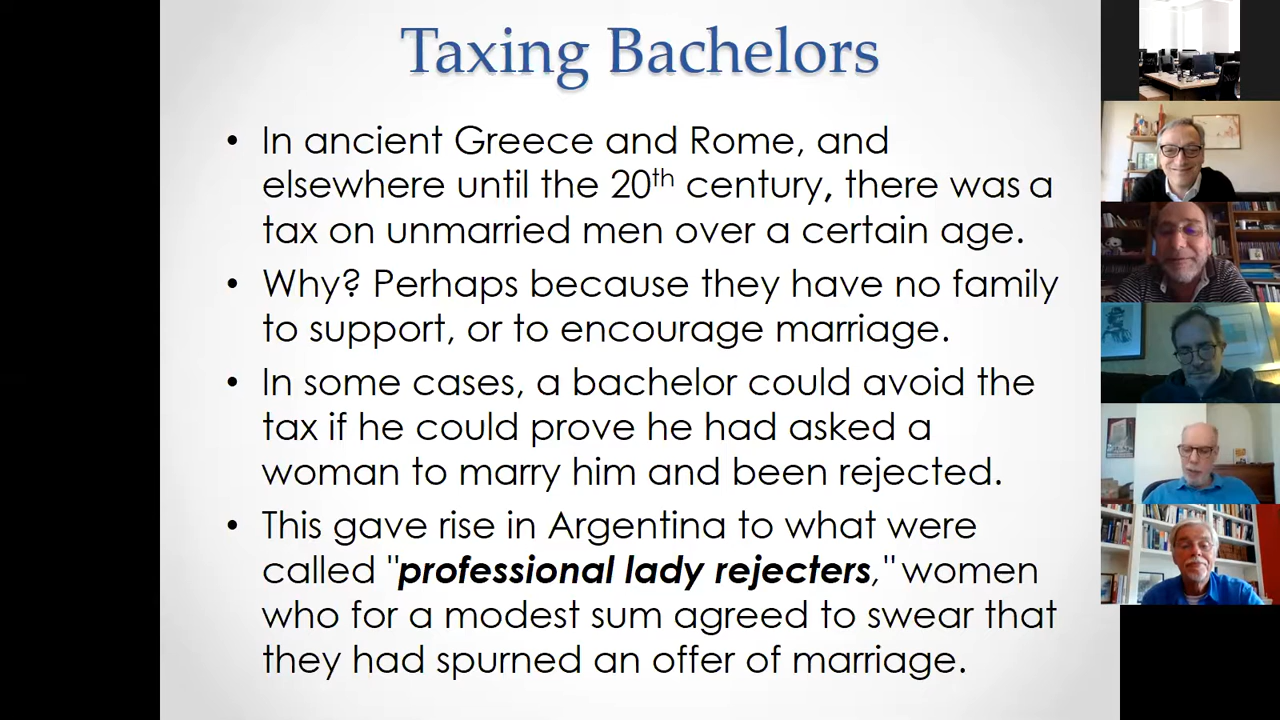 Taxing Bachelors
• In ancient Greece and Rome, and
elsewhere until the 20th century, there was a
tax on unmarried men over a certain age.
• Why? Perhaps because they have no family
to support, or to encourage marriage.
• In some cases, a bachelor could avoid the
tax if he could prove he had asked a
woman to marry him and been rejected.
• This gave rise in Argentina to what were
called "professional lady rejecters," women
who for a modest sum agreed to swear that
they had spurned an offer of marriage.